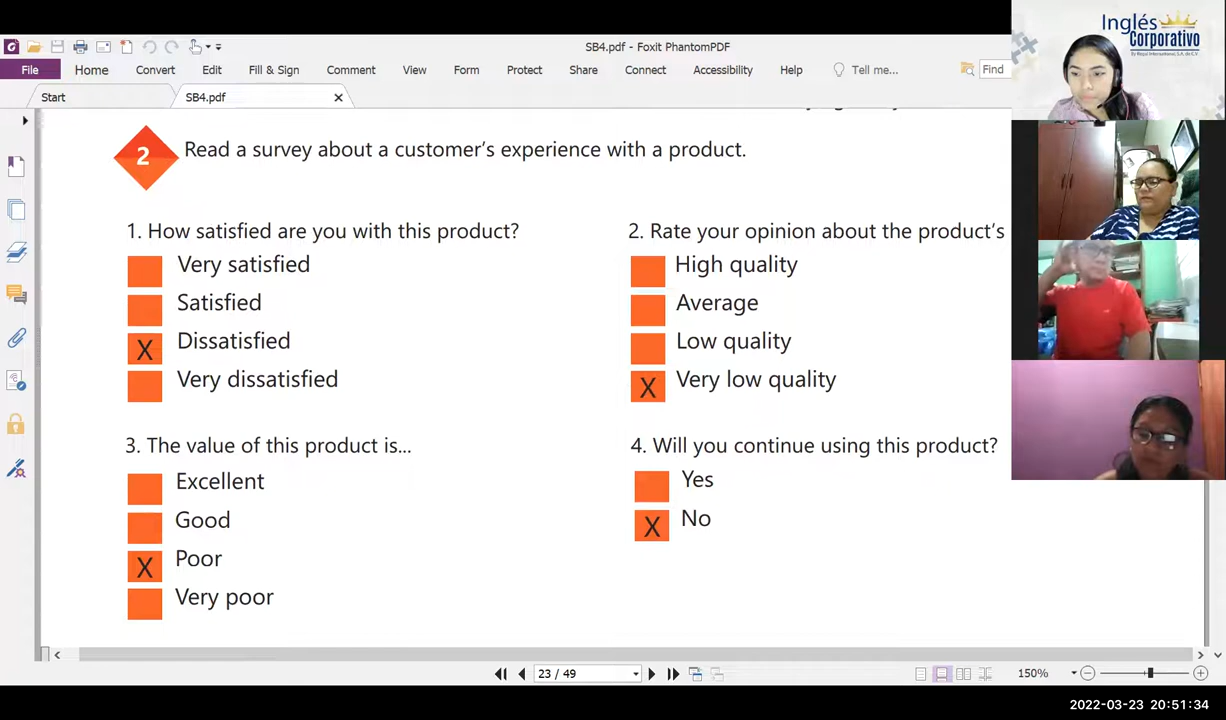 SB4.pdf - Foxit PhantomPDF
File Home Convert Edit Fill & Sign Comment View Form Protect Share Connect Accessibility Help Tell me... Find
Start SB4.pdf
Inglés
Corporativo
2 Read a survey about a customer's experience with a product.
1. How satisfied are you with this product?
Very satisfied
Satisfied
X Dissatisfied
Very dissatisfied
2. Rate your opinion about the product's
High quality
Average
Low quality
X Very low quality
3. The value of this product is...
Excellent
Good
X Poor
Very poor
4. Will you continue using this product?
Yes
X No
23 / 49 150%
2022-03-23 20:51:34